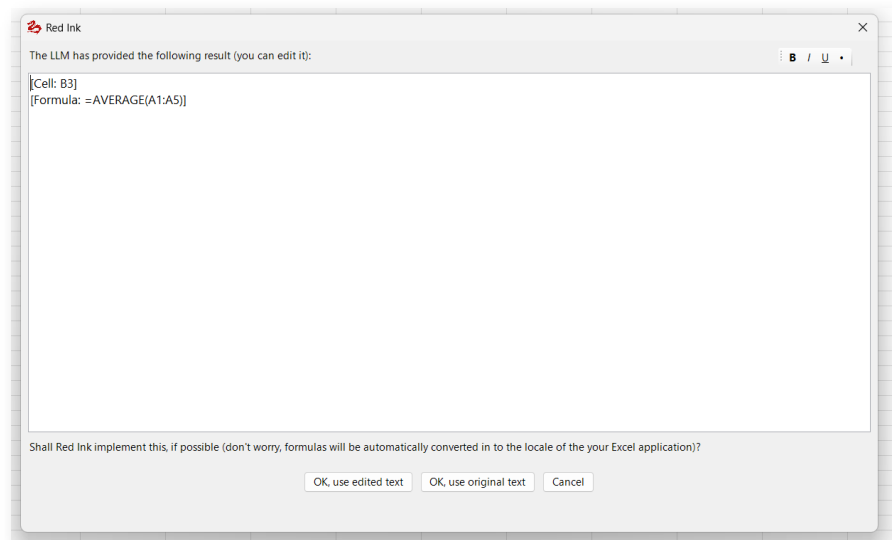 Red Ink
The LLM has provided the following result (you can edit it):
B I U •
[Cell: B3]
[Formula: =AVERAGE(A1:A5)]
Shall Red Ink implement this, if possible (don't worry, formulas will be automatically converted in to the locale of the your Excel application)?
OK, use edited text OK, use original text Cancel